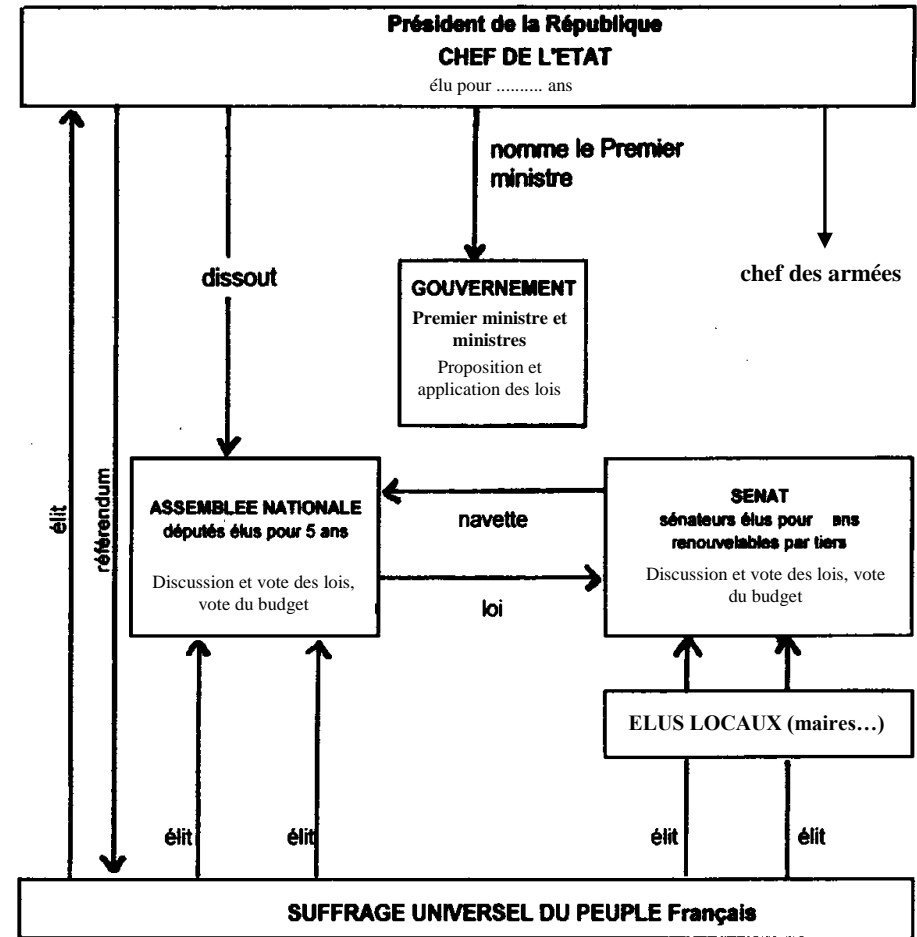 Président de la République
CHEF DE L'ETAT
élu pour .......... ans
nomme le Premier
ministre
dissout
chef des armées
GOUVERNEMENT
Premier ministre et
ministres
Proposition et
application des lois
élit
référendum
ASSEMBLEE NATIONALE
députés élus pour 5 ans
Discussion et vote des lois,
vote du budget
navette
loi
SENAT
sénateurs élus pour ans
renouvelables par tiers
Discussion et vote des lois, vote
du budget
ELUS LOCAUX (maires…)
élit
élit
élit
élit
SUFFRAGE UNIVERSEL DU PEUPLE Français